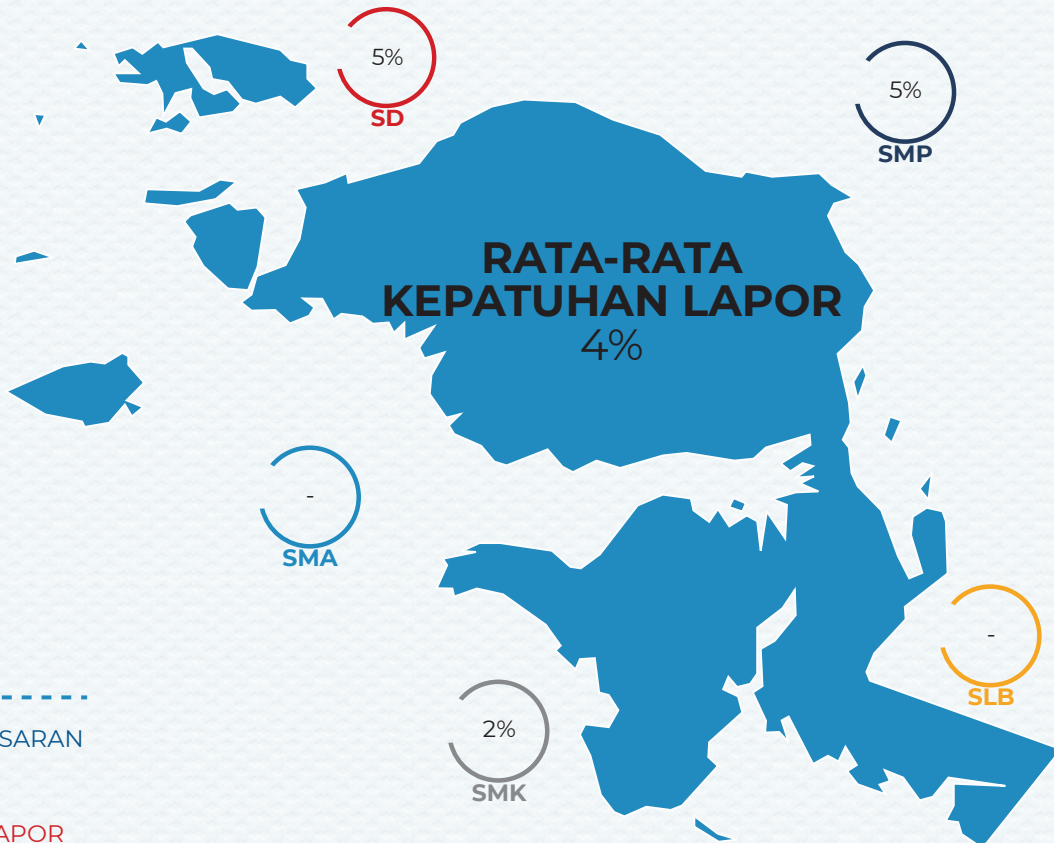 5%
SD
5%
SMP
RATA-RATA
KEPATUHAN LAPOR
4%
-
SMA
-
SLB
SARAN
2%
SMK
APOR